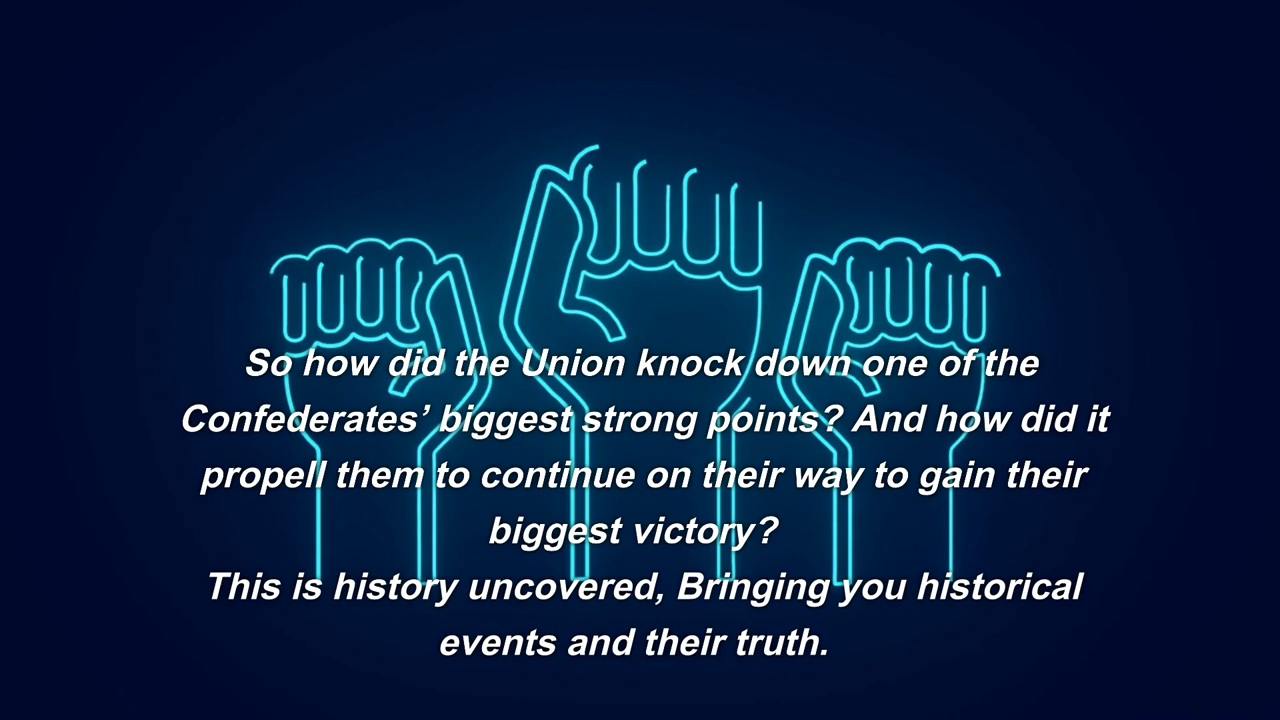 So how did the Union knock down one of the
Confederates’ biggest strong points? And how did it
propell them to continue on their way to gain their
biggest victory?
This is history uncovered, Bringing you historical
events and their truth.